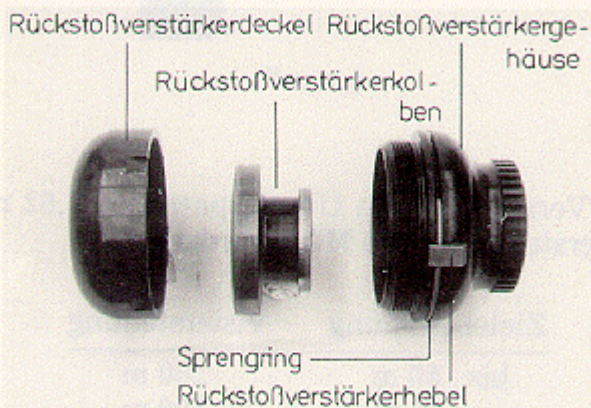 Rückstoßverstärkerdeckel Rückstoßverstärkerge-
häuse
Rückstoßverstärkerkol-
ben
Sprengring
Rückstoßverstärkerhebel